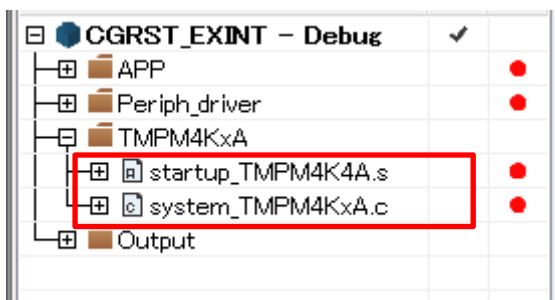 CGRST_EXINT - Debug
APP
Periph_driver
TMPM4KxA
startup_TMPM4K4A.s
system_TMPM4KxA.c
Output